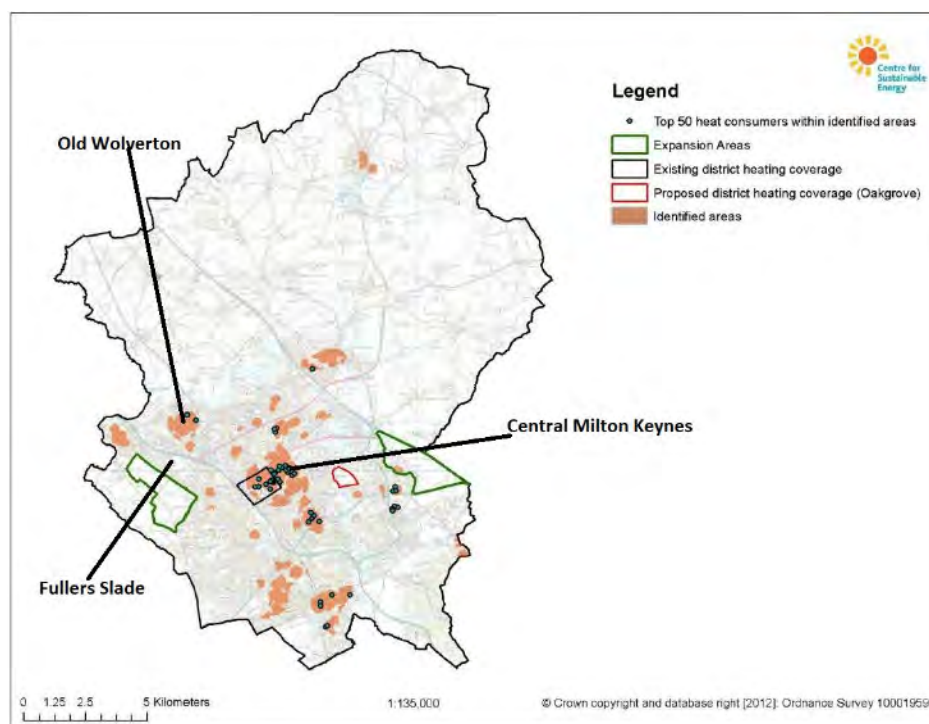 Centre for
Sustainable
Energy
Legend
Top 50 heat consumers within identified areas
Expansion Areas
Existing district heating coverage
Proposed district heating coverage (Oakgrove)
Identified areas
Old Wolverton
Central Milton Keynes
Fullers Slade
0 1.25 2.5 5 Kilometers
1:135,000
© Crown copyright and database right [2012]: Ordnance Survey 10001959